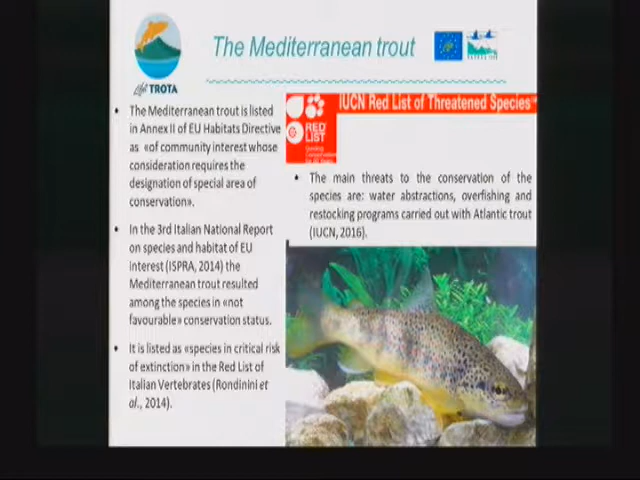 The Mediterranean trout
Life TROTA
• The Mediterranean trout is listed
in Annex II of EU Habitats Directive
as «of community interest whose
consideration requires the
designation of special area of
conservation».
• In the 3rd Italian National Report
on species and habitat of EU
interest (ISPRA, 2014) the
Mediterranean trout resulted
among the species in «not
favourable» conservation status.
• It is listed as «species in critical risk
of extinction» in the Red List of
Italian Vertebrates (Rondinini et
al., 2014).
IUCN Red List of Threatened Species
RED
LIST
• The main threats to the conservation of the
species are: water abstractions, overfishing and
restocking programs carried out with Atlantic trout
(IUCN, 2016).